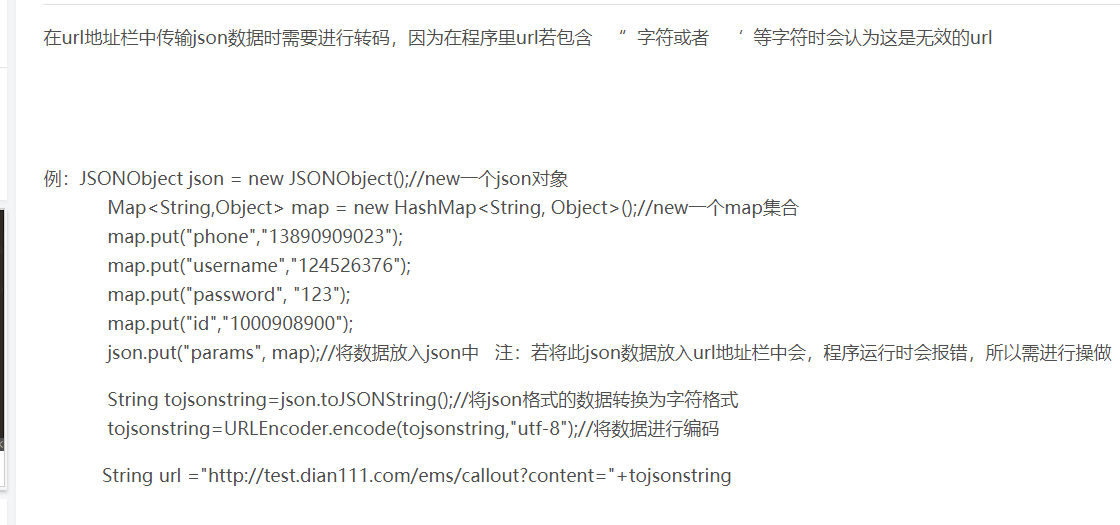 在url地址栏中传输json数据时需要进行转码，因为在程序里url若包含 “ 字符或者 ‘ 等字符时会认为这是无效的url
例：JSONObject json = new JSONObject();//new一个json对象
Map<String,Object> map = new HashMap<String, Object>();//new一个map集合
map.put("phone","13890909023");
map.put("username","124526376");
map.put("password", "123");
map.put("id","1000908900");
json.put("params", map);//将数据放入json中 注：若将此json数据放入url地址栏中会，程序运行时会报错，所以需进行操做
String tojsonstring=json.toJSONString();//将json格式的数据转换为字符格式
tojsonstring=URLEncoder.encode(tojsonstring,"utf-8");//将数据进行编码
String url ="http://test.dian111.com/ems/callout?content="+tojsonstring